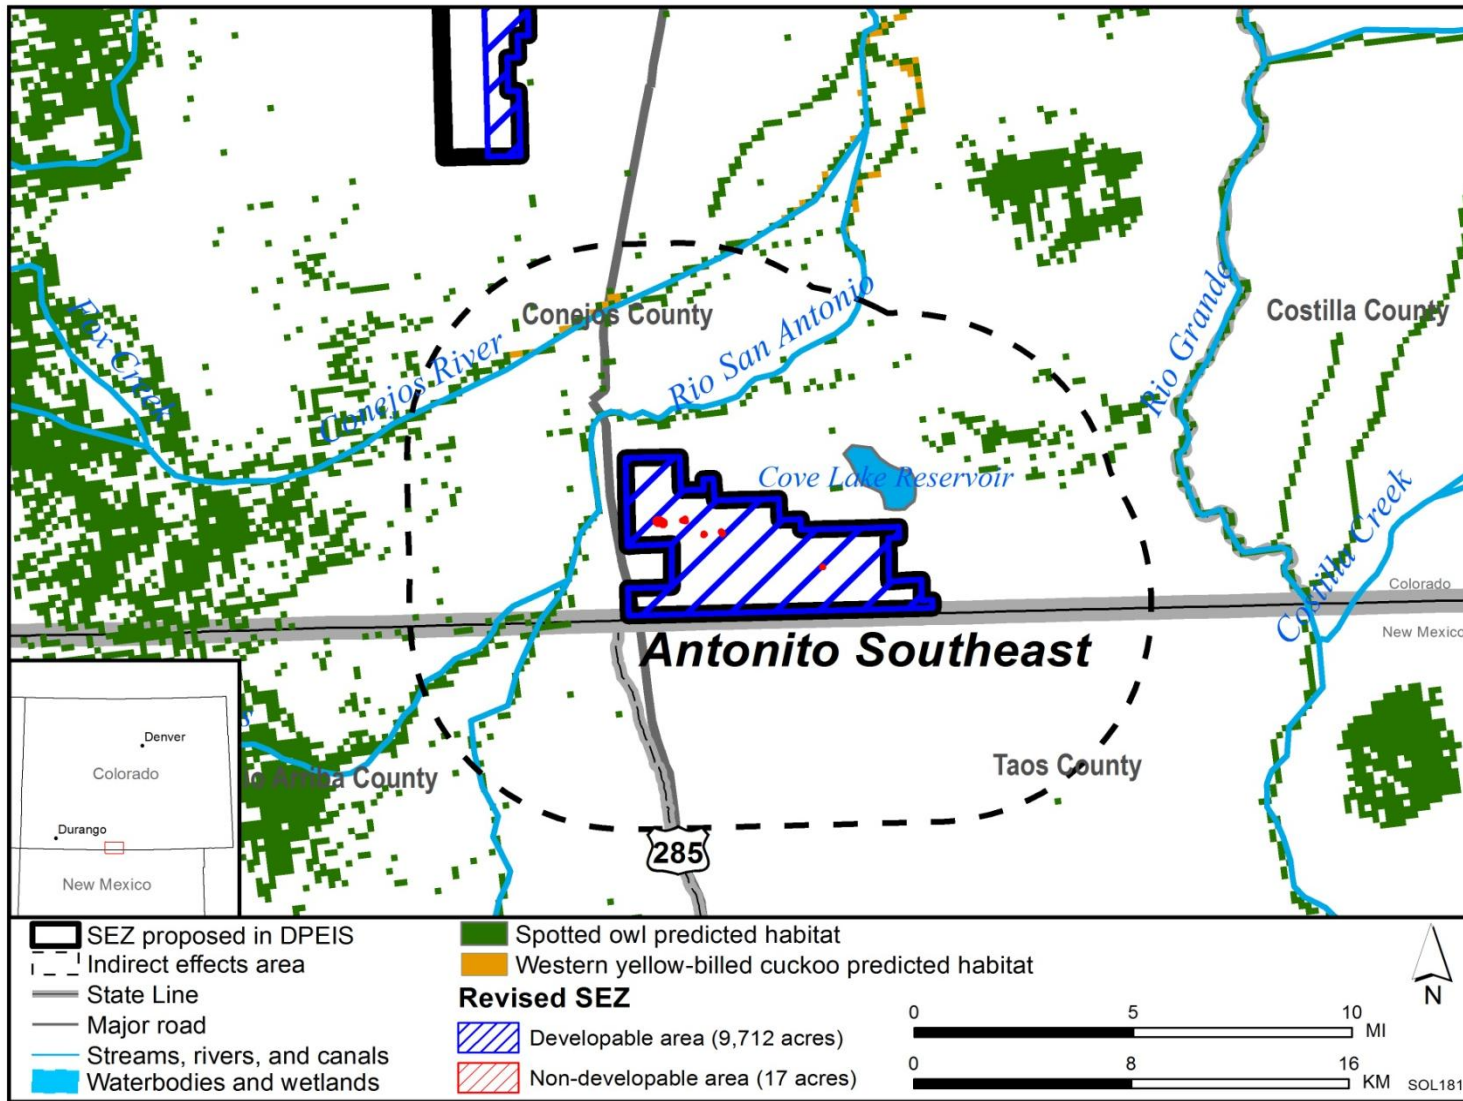 Conejos County
Costilla County
Fox Creek
Conejos River
Rio San Antonio
Rio Grande
Cove Lake Reservoir
Costilla Creek
Colorado
New Mexico
Antonito Southeast
Taos County
Arriba County
285
Denver
Colorado
Durango
New Mexico
SEZ proposed in DPEIS
Indirect effects area
State Line
Major road
Streams, rivers, and canals
Waterbodies and wetlands
Spotted owl predicted habitat
Western yellow-billed cuckoo predicted habitat
Revised SEZ
Developable area (9,712 acres)
Non-developable area (17 acres)
N
0 5 10
MI
0 8 16
KM
SOL181